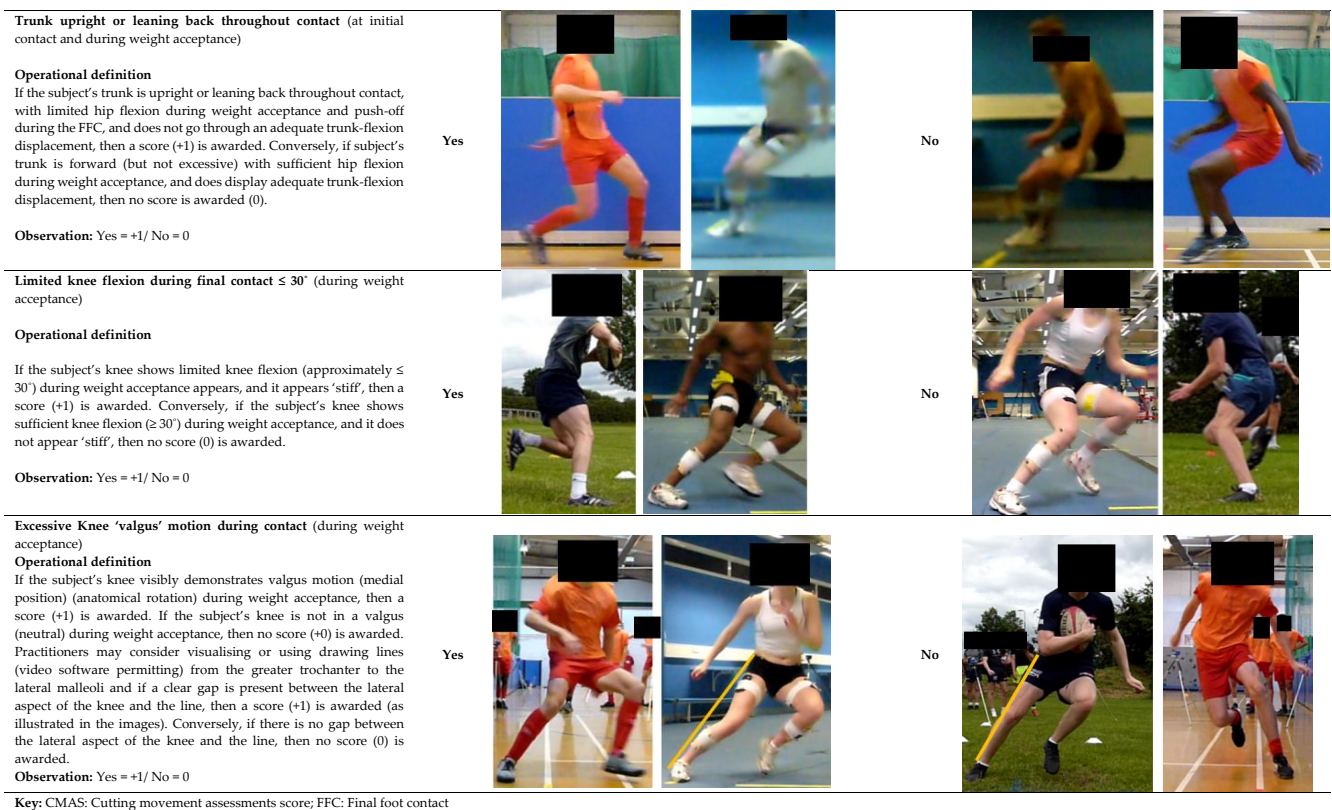 Trunk upright or leaning back throughout contact (at initial
contact and during weight acceptance)
Operational definition
If the subject's trunk is upright or leaning back throughout contact,
with limited hip flexion during weight acceptance and push-off
during the FFC, and does not go through an adequate trunk-flexion
displacement, then a score (+1) is awarded. Conversely, if subject's
trunk is forward (but not excessive) with sufficient hip flexion
during weight acceptance, and does display adequate trunk-flexion
displacement, then no score is awarded (0).
Observation: Yes = +1/ No = 0
Yes
No
Limited knee flexion during final contact ≤ 30˚ (during weight
acceptance)
Operational definition
If the subject's knee shows limited knee flexion (approximately ≤
30˚) during weight acceptance appears, and it appears 'stiff', then a
score (+1) is awarded. Conversely, if the subject's knee shows
sufficient knee flexion (≥ 30˚) during weight acceptance, and it does
not appear 'stiff', then no score (0) is awarded.
Observation: Yes = +1/ No = 0
Yes
No
Excessive Knee 'valgus' motion during contact (during weight
acceptance)
Operational definition
If the subject's knee visibly demonstrates valgus motion (medial
position) (anatomical rotation) during weight acceptance, then a
score (+1) is awarded. If the subject's knee is not in a valgus
(neutral) during weight acceptance, then no score (+0) is awarded.
Practitioners may consider visualising or using drawing lines
(video software permitting) from the greater trochanter to the
lateral malleoli and if a clear gap is present between the lateral
aspect of the knee and the line, then a score (+1) is awarded (as
illustrated in the images). Conversely, if there is no gap between
the lateral aspect of the knee and the line, then no score (0) is
awarded.
Observation: Yes = +1/ No = 0
Yes
No
Key: CMAS: Cutting movement assessments score; FFC: Final foot contact